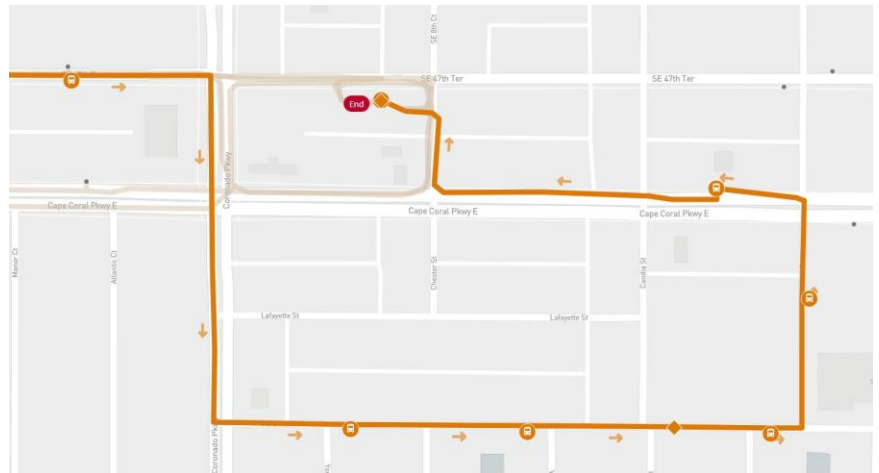 SE 8th Ct
SE 47th Ter
SE 47th Ter
End
Coronado Pkwy
Cape Coral Pkwy E
Cape Coral Pkwy E
Cape Coral Pkwy E
Manor Ct
Atlantic Ct
Chester St
Candia St
Lafayette St
Lafayette St